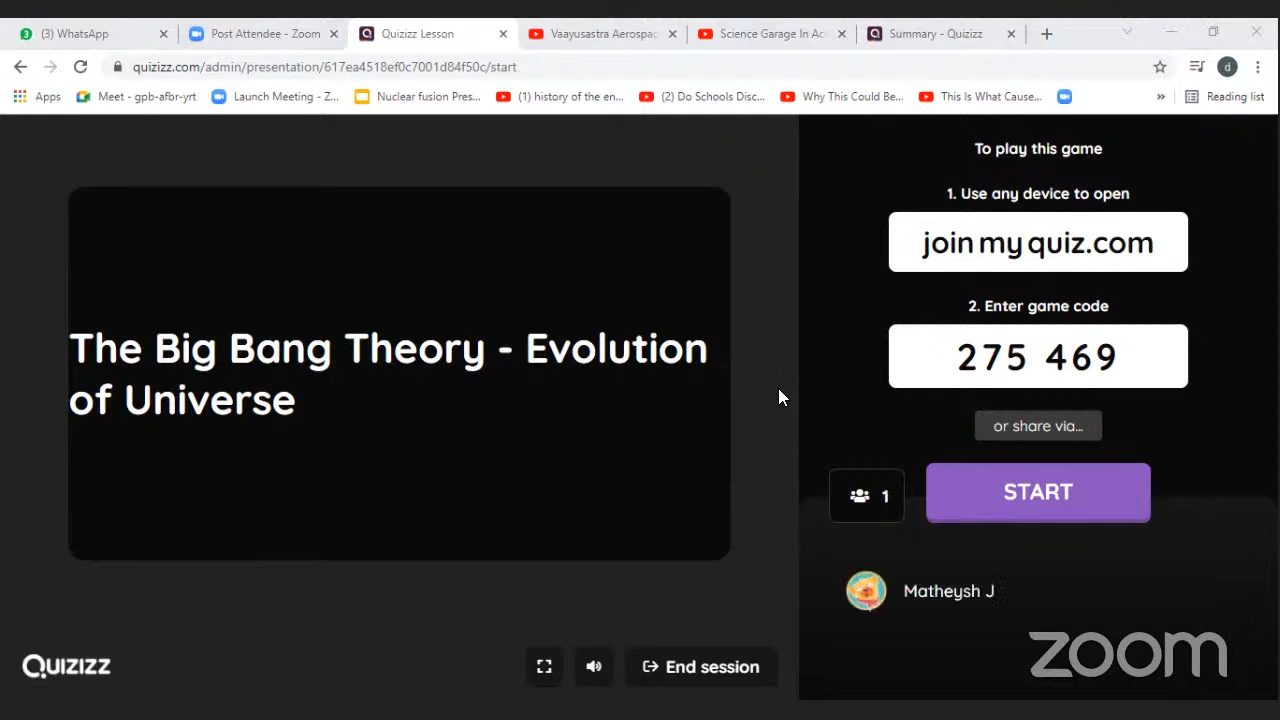 (3) WhatsApp
Post Attendee - Zoom
Quizizz Lesson
Vaayusastra Aerospac
Science Garage In Ac
Summary - Quizizz
quizizz.com/admin/presentation/617ea4518ef0c7001d84f50c/start
d
Apps
Meet - gpb-afbr-yrt
Launch Meeting - Z...
Nuclear fusion Pres...
(1) history of the en...
(2) Do Schools Disc...
Why This Could Be...
This Is What Cause...
»
Reading list
The Big Bang Theory - Evolution
of Universe
To play this game
1. Use any device to open
joinmyquiz.com
2. Enter game code
275 469
or share via...
1
START
Matheysh J
Quizizz
End session
zoom